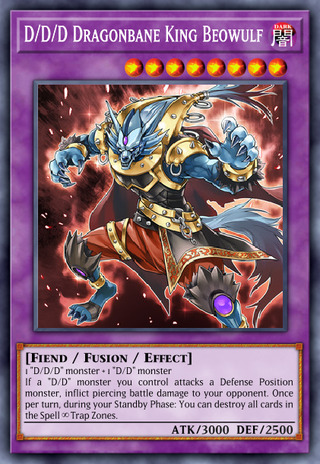 D/D/D Dragonbane King Beowulf
DARK
闇
[Fiend / Fusion / Effect]
1 "D/D/D" monster + 1 "D/D" monster
If a "D/D" monster you control attacks a Defense Position
monster, inflict piercing battle damage to your opponent. Once
per turn, during your Standby Phase: You can destroy all cards in
the Spell ∞ Trap Zones.
ATK/3000 DEF/2500